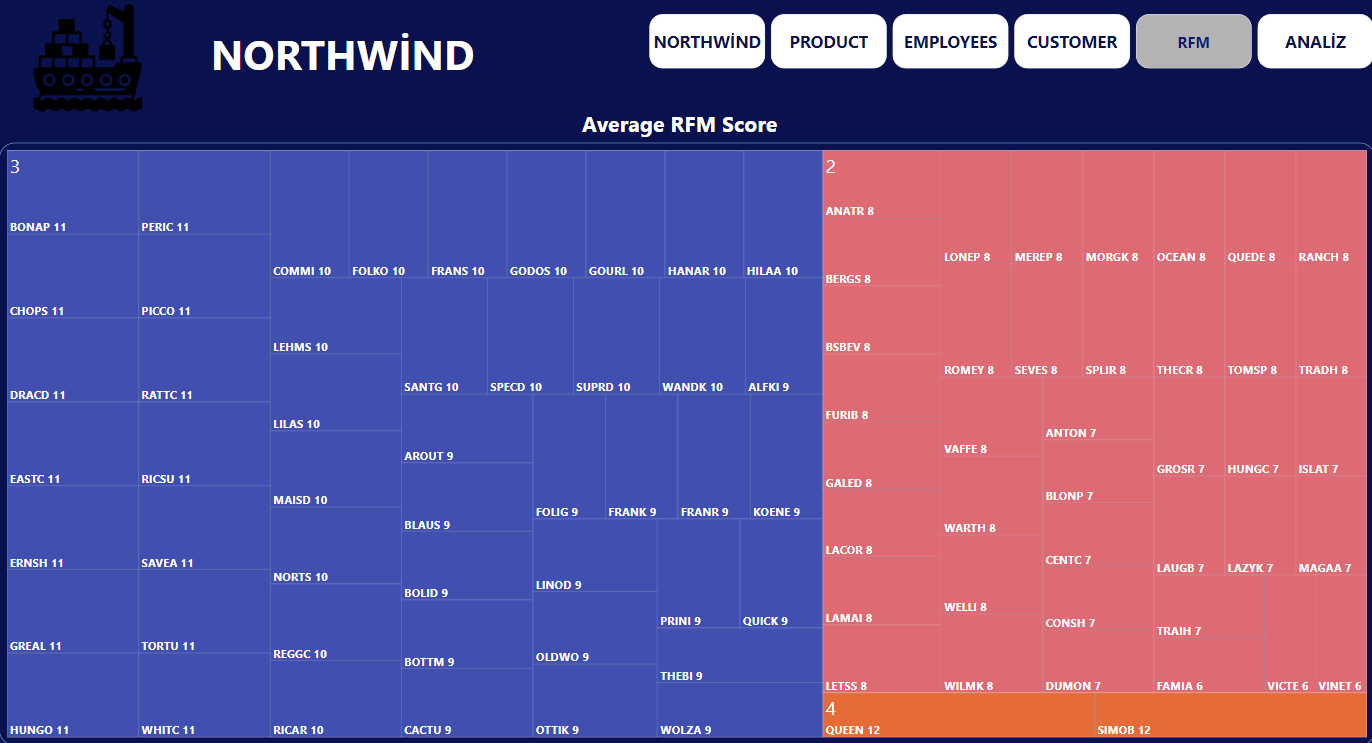 NORTHWİND
NORTHWİND
PRODUCT
EMPLOYEES
CUSTOMER
RFM
ANALİZ
Average RFM Score
3
BONAP 11
CHOPS 11
DRACD 11
EASTC 11
ERNSH 11
GREAL 11
HUNGO 11
PERIC 11
PICCO 11
RATTC 11
RICSU 11
SAVEA 11
TORTU 11
WHITC 11
COMMI 10
FOLKO 10
FRANS 10
GODOS 10
GOURL 10
HANAR 10
HILAA 10
LEHMS 10
LILAS 10
MAISD 10
NORTS 10
REGGC 10
RICAR 10
SANTG 10
SPECD 10
SUPRD 10
WANDK 10
ALFKI 9
AROUT 9
BLAUS 9
BOLID 9
BOTTM 9
CACTU 9
FOLIG 9
FRANK 9
FRANR 9
KOENE 9
LINOD 9
OLDWO 9
OTTIK 9
PRINI 9
QUICK 9
THEBI 9
WOLZA 9
2
ANATR 8
BERGS 8
BSBEV 8
FURIB 8
GALED 8
LACOR 8
LAMAI 8
LETSS 8
LONEP 8
MEREP 8
MORGK 8
OCEAN 8
QUEDE 8
RANCH 8
ROMEY 8
SEVES 8
SPLIR 8
THECR 8
TOMSP 8
TRADH 8
VAFFE 8
WARTH 8
WELLI 8
WILMK 8
ANTON 7
BLONP 7
CENTC 7
CONSH 7
DUMON 7
GROSR 7
HUNGC 7
ISLAT 7
LAUGB 7
LAZYK 7
MAGAA 7
TRAIH 7
FAMIA 6
VICTE 6
VINET 6
4
QUEEN 12
SIMOB 12